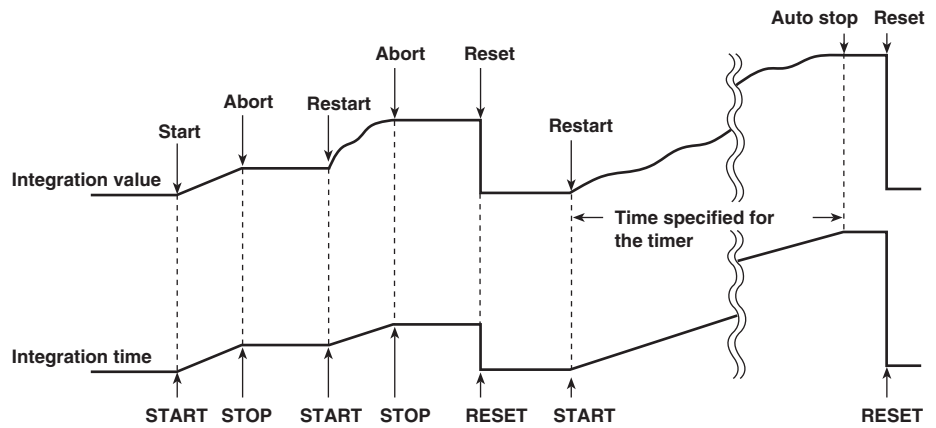 Auto stop Reset
Abort Reset
Abort Restart
Start Restart
Integration value
Time specified for
the timer
Integration time
START STOP START STOP RESET START RESET